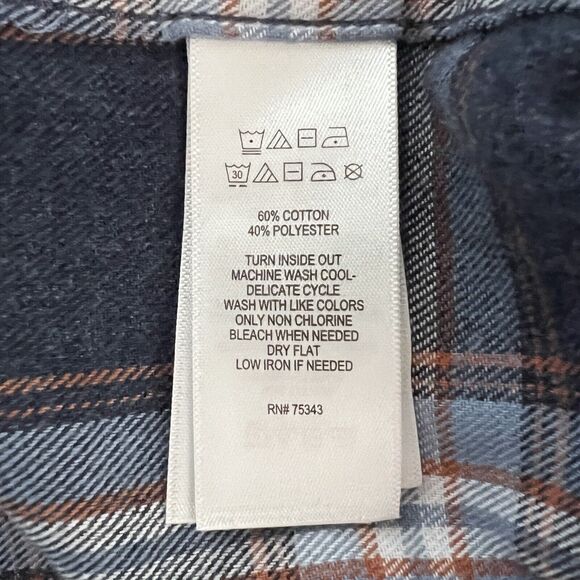 30
60% COTTON
40% POLYESTER
TURN INSIDE OUT
MACHINE WASH COOL-
DELICATE CYCLE
WASH WITH LIKE COLORS
ONLY NON CHLORINE
BLEACH WHEN NEEDED
DRY FLAT
LOW IRON IF NEEDED
RN# 75343